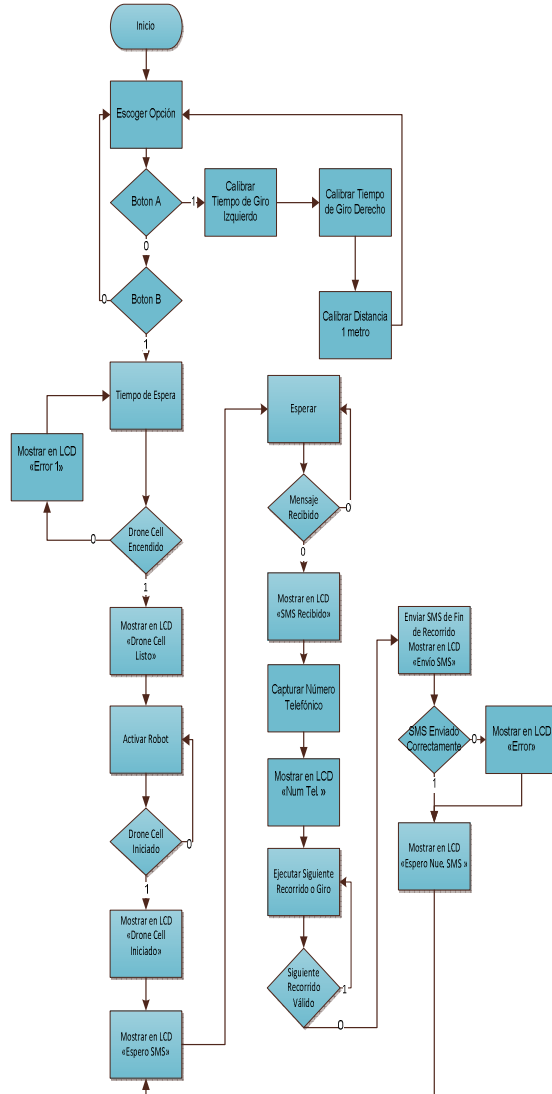 Inicio
Escoger Opción
Boton A
1
Calibrar
Tiempo de Giro
Izquierdo
Calibrar Tiempo
de Giro Derecho
0
Boton B
0
Calibrar Distancia
1 metro
1
Tiempo de Espera
Mostrar en LCD
«Error 1»
Drone Cell
Encendido
0
1
Mostrar en LCD
«Drone Cell
Listo»
Activar Robot
Drone Cell
Iniciado
0
1
Mostrar en LCD
«Drone Cell
Iniciado»
Mostrar en LCD
«Espero SMS»
Esperar
Mensaje
Recibido
0
0
Mostrar en LCD
«SMS Recibido»
Capturar Número
Telefónico
Mostrar en LCD
«Num Tel. »
Ejecutar Siguiente
Recorrido o Giro
Siguiente
Recorrido
Válido
1
0
Enviar SMS de Fin
de Recorrido
Mostrar en LCD
«Envío SMS»
SMS Enviado
Correctamente
0
Mostrar en LCD
«Error»
1
Mostrar en LCD
«Espero Nue. SMS »